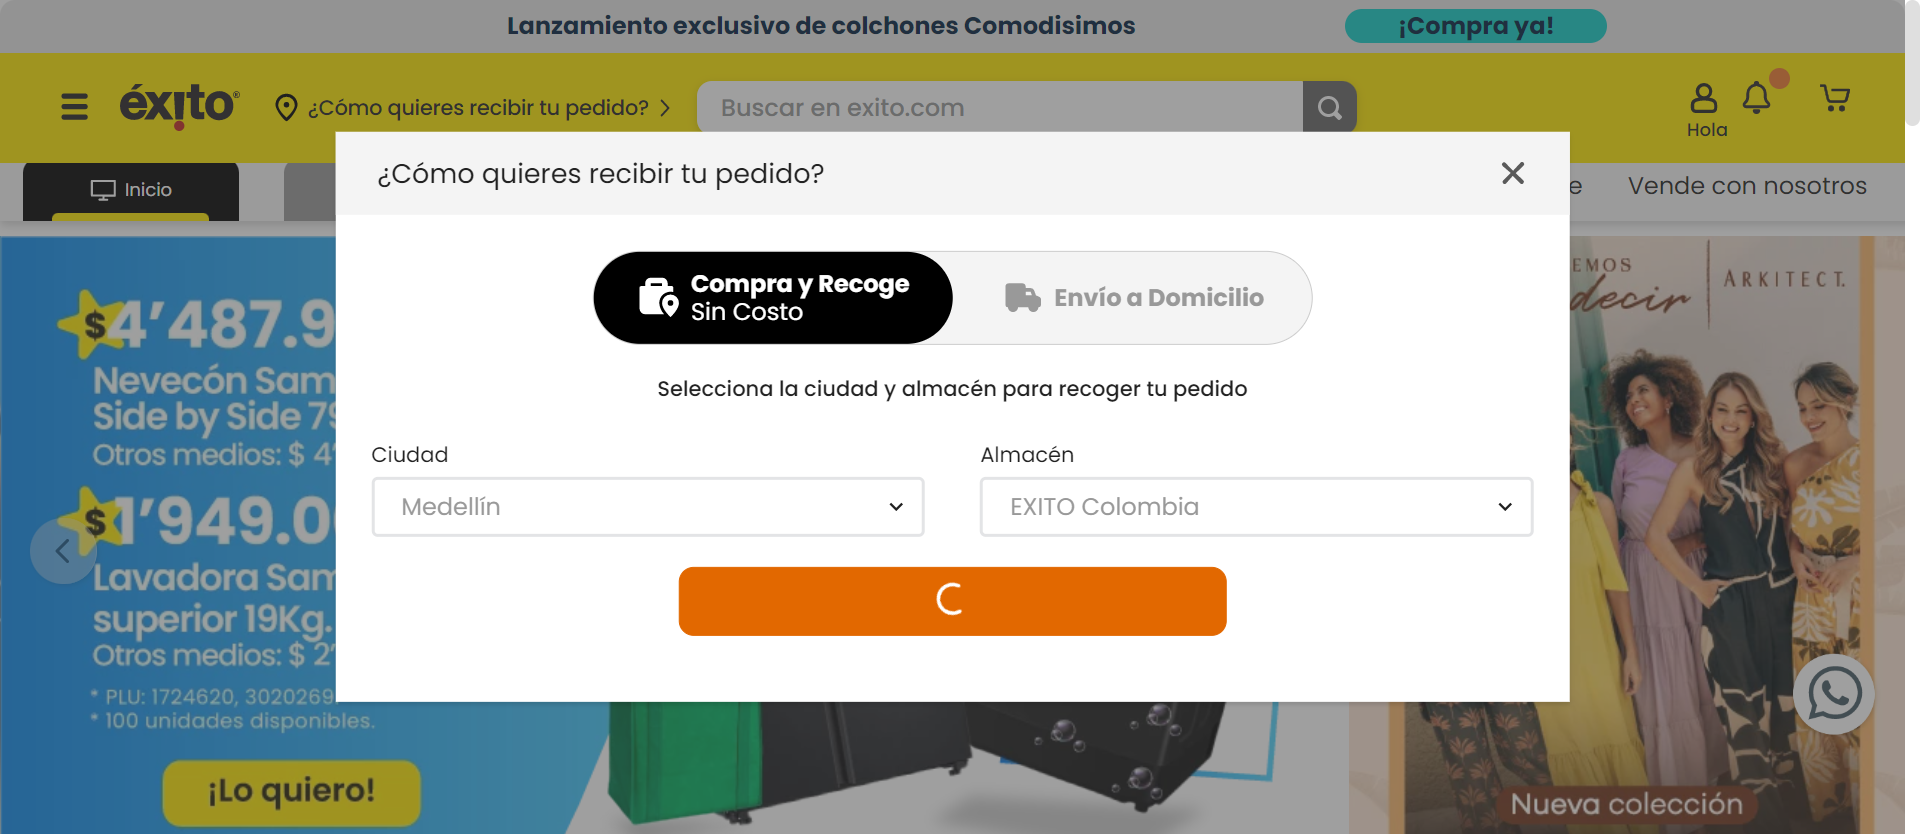 Lanzamiento exclusivo de colchones Comodisimos
¡Compra ya!
éxito®
¿Cómo quieres recibir tu pedido?
Buscar en exito.com
Hola
Inicio
Vende con nosotros
¿Cómo quieres recibir tu pedido?
Compra y Recoge
Sin Costo
Envío a Domicilio
Selecciona la ciudad y almacén para recoger tu pedido
Ciudad
Almacén
Medellín
EXITO Colombia
$4'487.9
Nevecón Sam
Side by Side 79
Otros medios: $ 4'
$1'949.0
Lavadora Sam
superior 19Kg.
Otros medios: $ 2'
* PLU: 1724620, 3020269
* 100 unidades disponibles.
¡Lo quiero!
EMOS
decir
ARKITECT.
Nueva colección